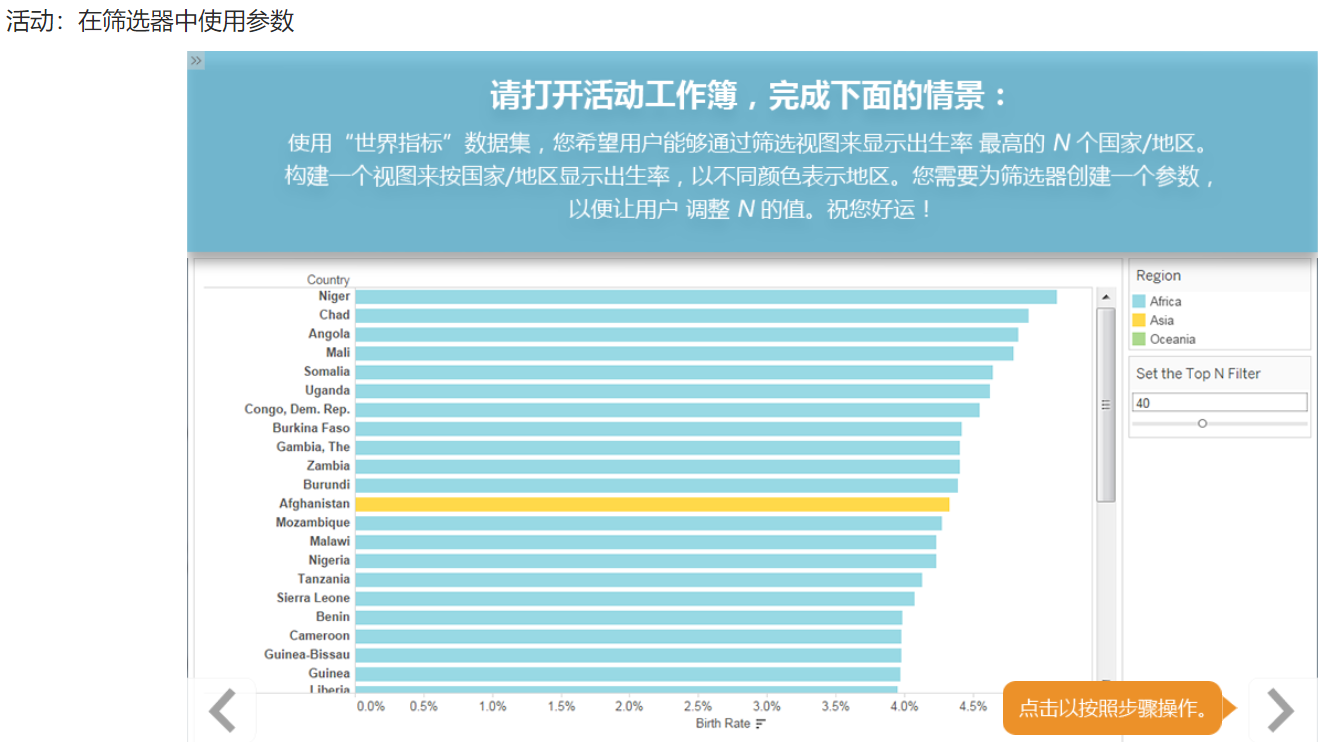 活动：在筛选器中使用参数
请打开活动工作簿，完成下面的情景：
使用“世界指标”数据集，您希望用户能够通过筛选视图来显示出生率 最高的 N 个国家/地区。
构建一个视图来按国家/地区显示出生率，以不同颜色表示地区。您需要为筛选器创建一个参数，
以便让用户 调整 N 的值。祝您好运！
Country
Niger
Chad
Angola
Mali
Somalia
Uganda
Congo, Dem. Rep.
Burkina Faso
Gambia, The
Zambia
Burundi
Afghanistan
Mozambique
Malawi
Nigeria
Tanzania
Sierra Leone
Benin
Cameroon
Guinea-Bissau
Guinea
Liberia
0.0% 0.5% 1.0% 1.5% 2.0% 2.5% 3.0% 3.5% 4.0% 4.5%
Birth Rate
Region
Africa
Asia
Oceania
Set the Top N Filter
40
点击以按照步骤操作。